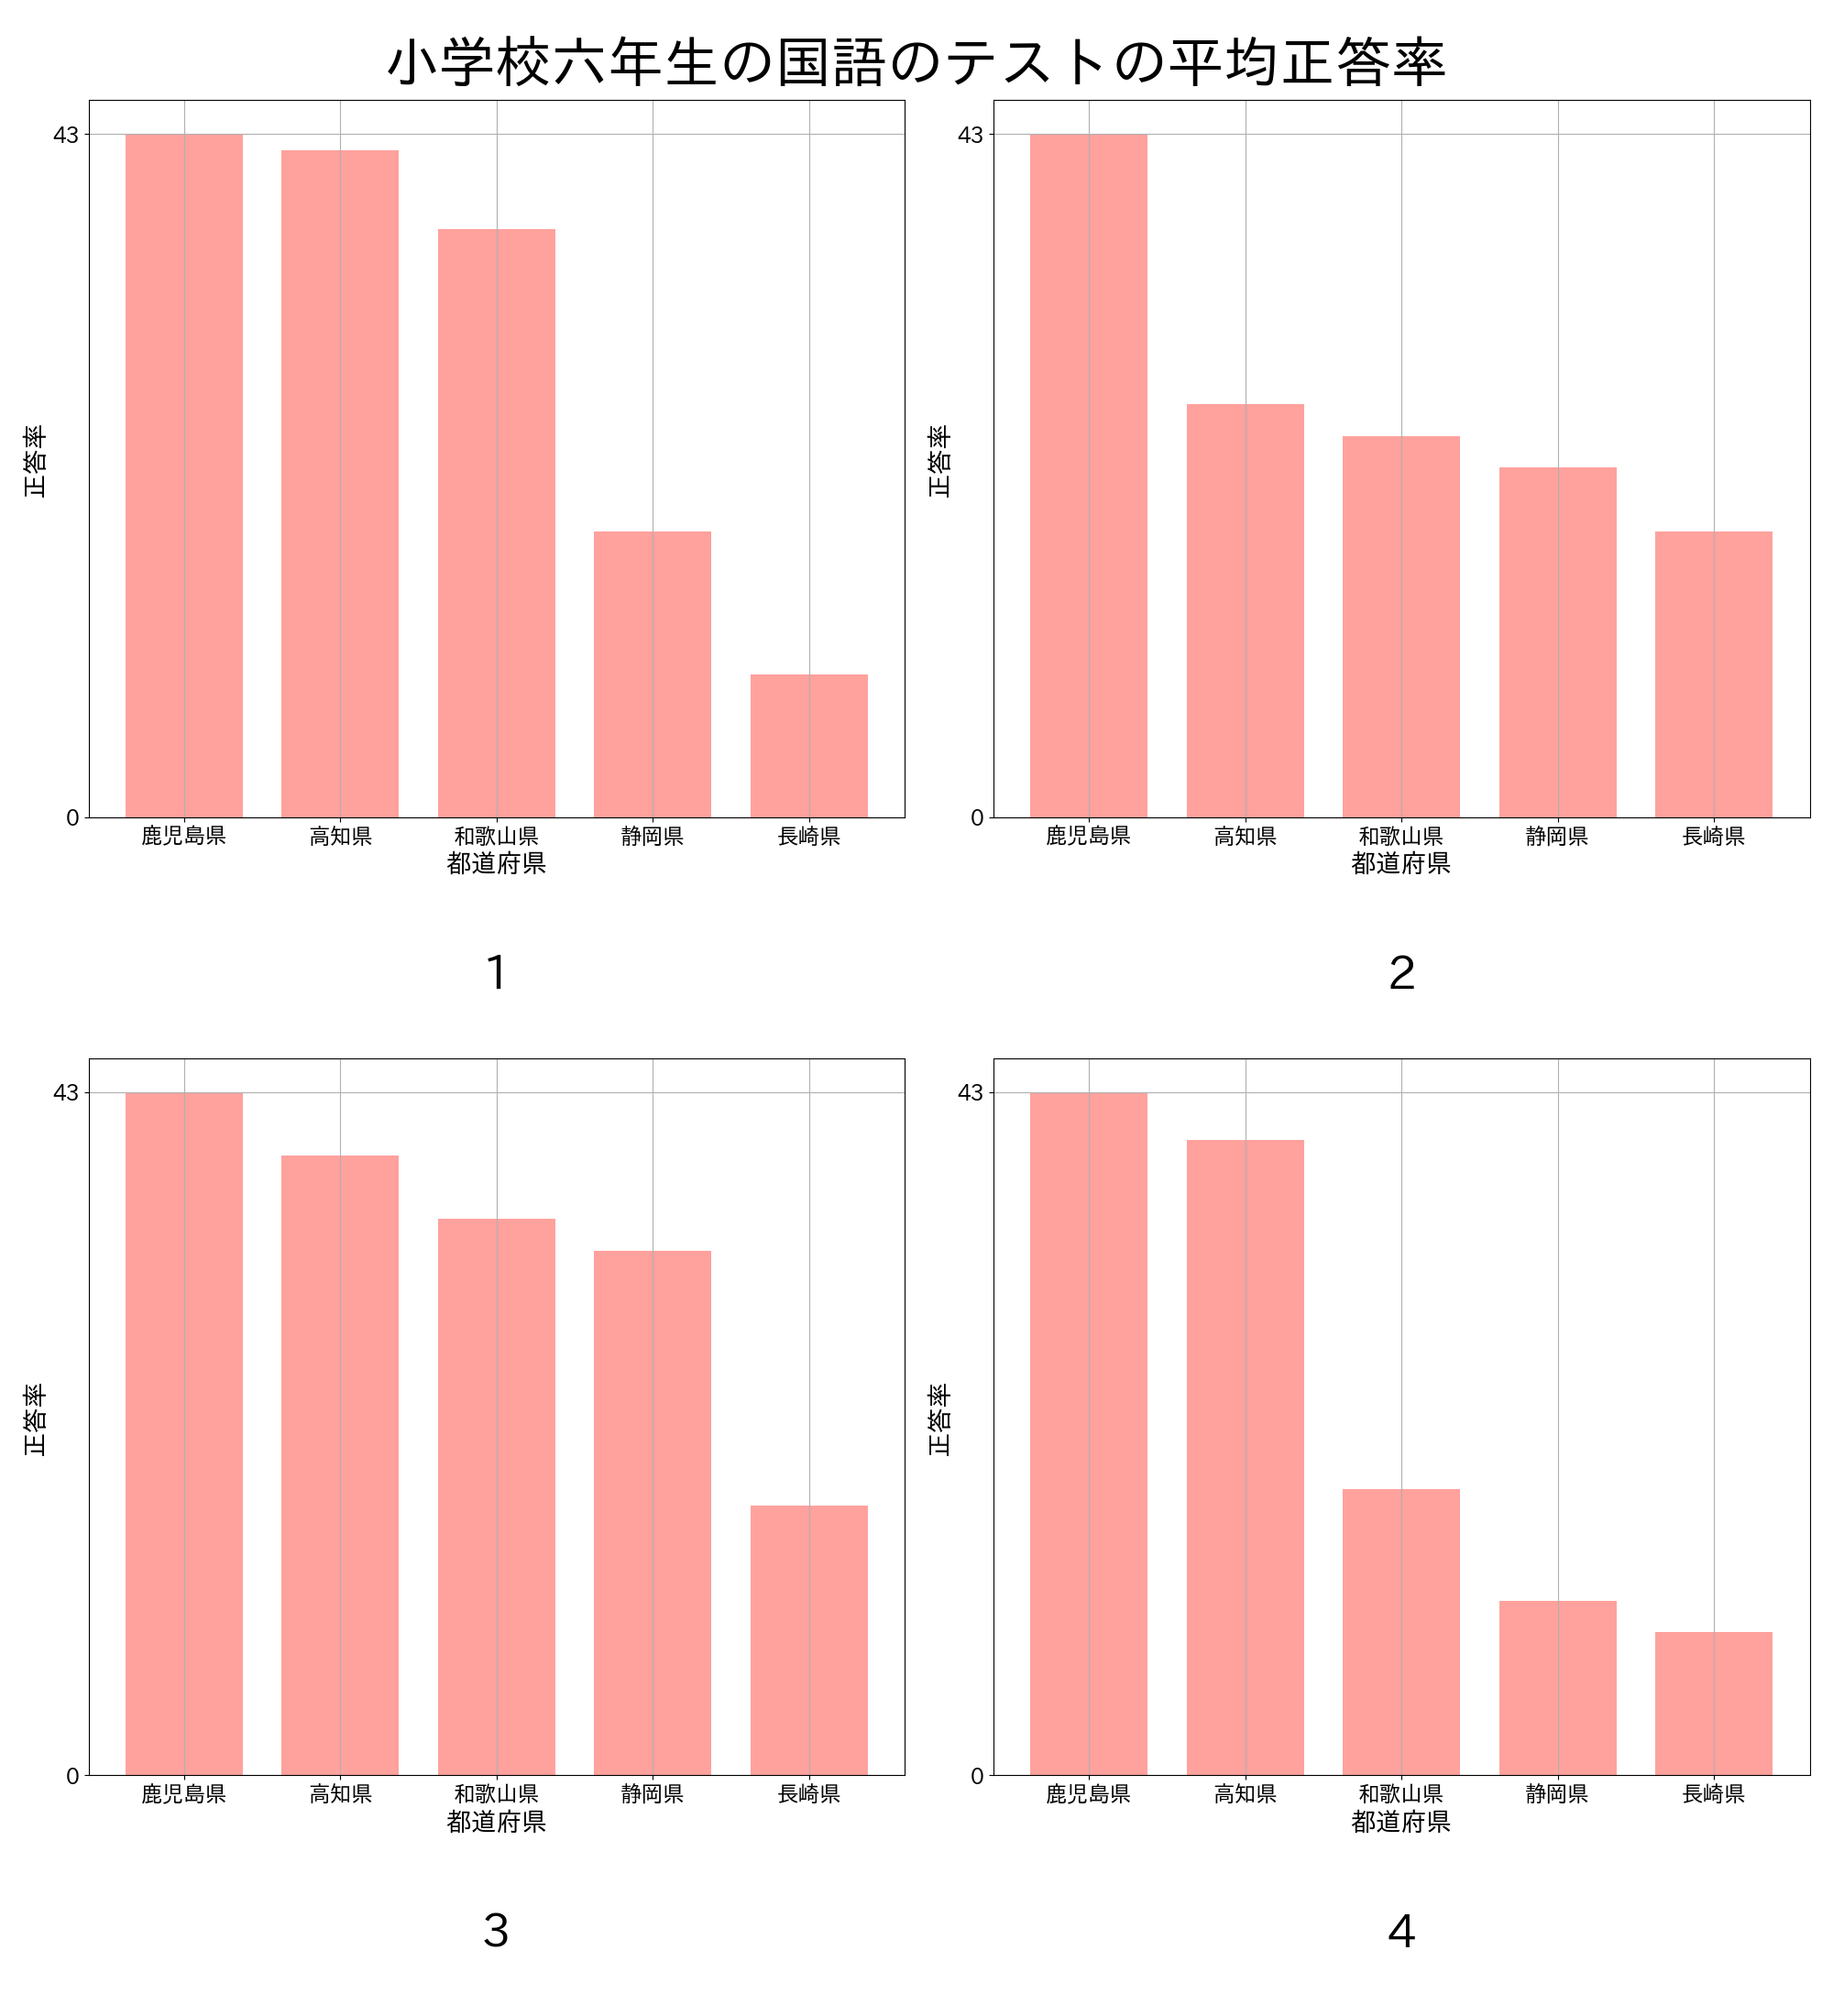 小学校六年生の国語のテストの平均正答率
43
0
正答率
鹿児島県 高知県 和歌山県 静岡県 長崎県
都道府県
1
43
0
正答率
鹿児島県 高知県 和歌山県 静岡県 長崎県
都道府県
2
43
0
正答率
鹿児島県 高知県 和歌山県 静岡県 長崎県
都道府県
3
43
0
正答率
鹿児島県 高知県 和歌山県 静岡県 長崎県
都道府県
4